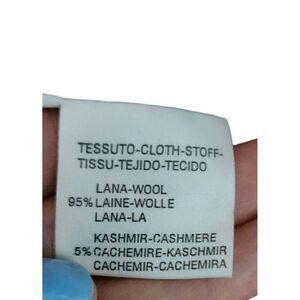 TESSUTO-CLOTH-STOFF-
TISSU-TEJIDO-TECIDO
LANA-WOOL
95% LAINE-WOLLE
LANA-LA
KASHMIR-CASHMERE
5% CACHEMIRE-KASCHMIR
CACHEMIR-CACHEMIRA